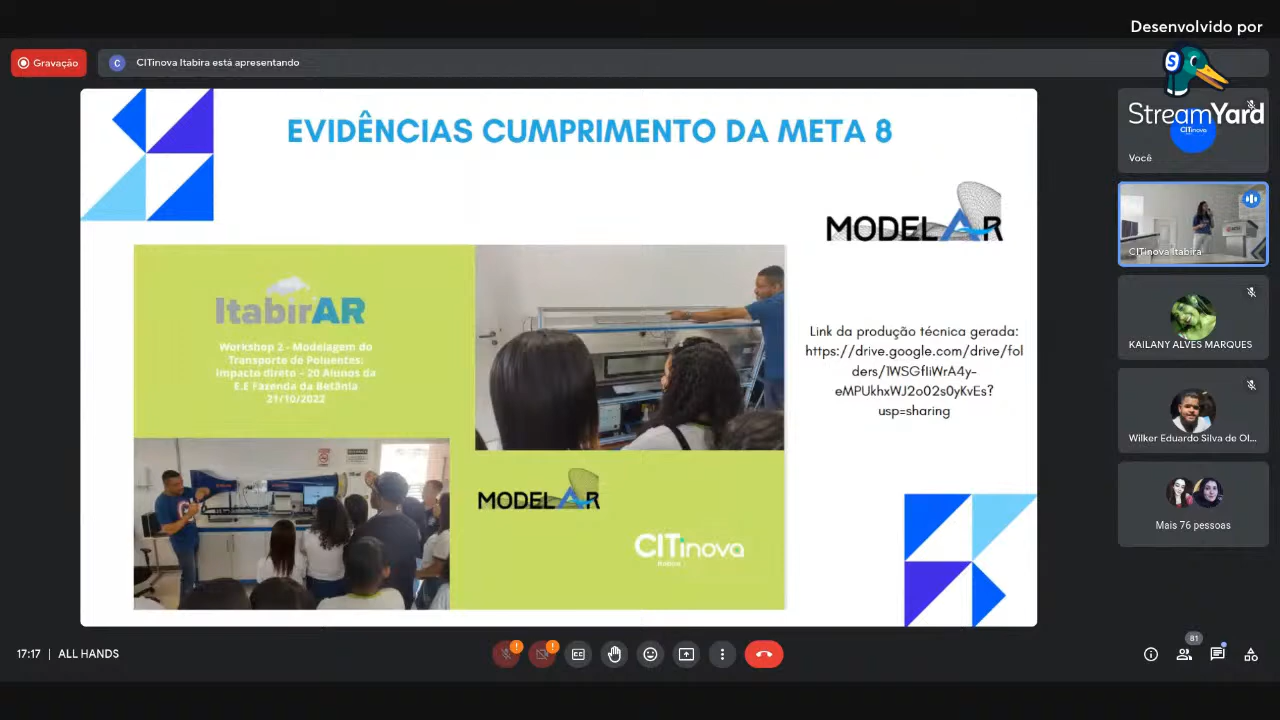 Desenvolvido por
StreamYard
Gravação
C
CITinova Itabira está apresentando
EVIDÊNCIAS CUMPRIMENTO DA META 8
MODELAR
ItabirAR
Workshop 2 - Modelagem do
Transporte de Poluentes:
Impacto direto - 20 Alunos da
E.E Fazenda da Betânia
21/10/2022
Link da produção técnica gerada:
https://drive.google.com/drive/fol
ders/1WSGfIiWrA4y-
eMPUkhxWJ2o02s0yKvEs?
usp=sharing
MODELAR
CITinova
Itabira
CITinova
Você
CITinova Itabira
KAILANY ALVES MARQUES
Wilker Eduardo Silva de Ol...
Mais 76 pessoas
17:17 | ALL HANDS
81